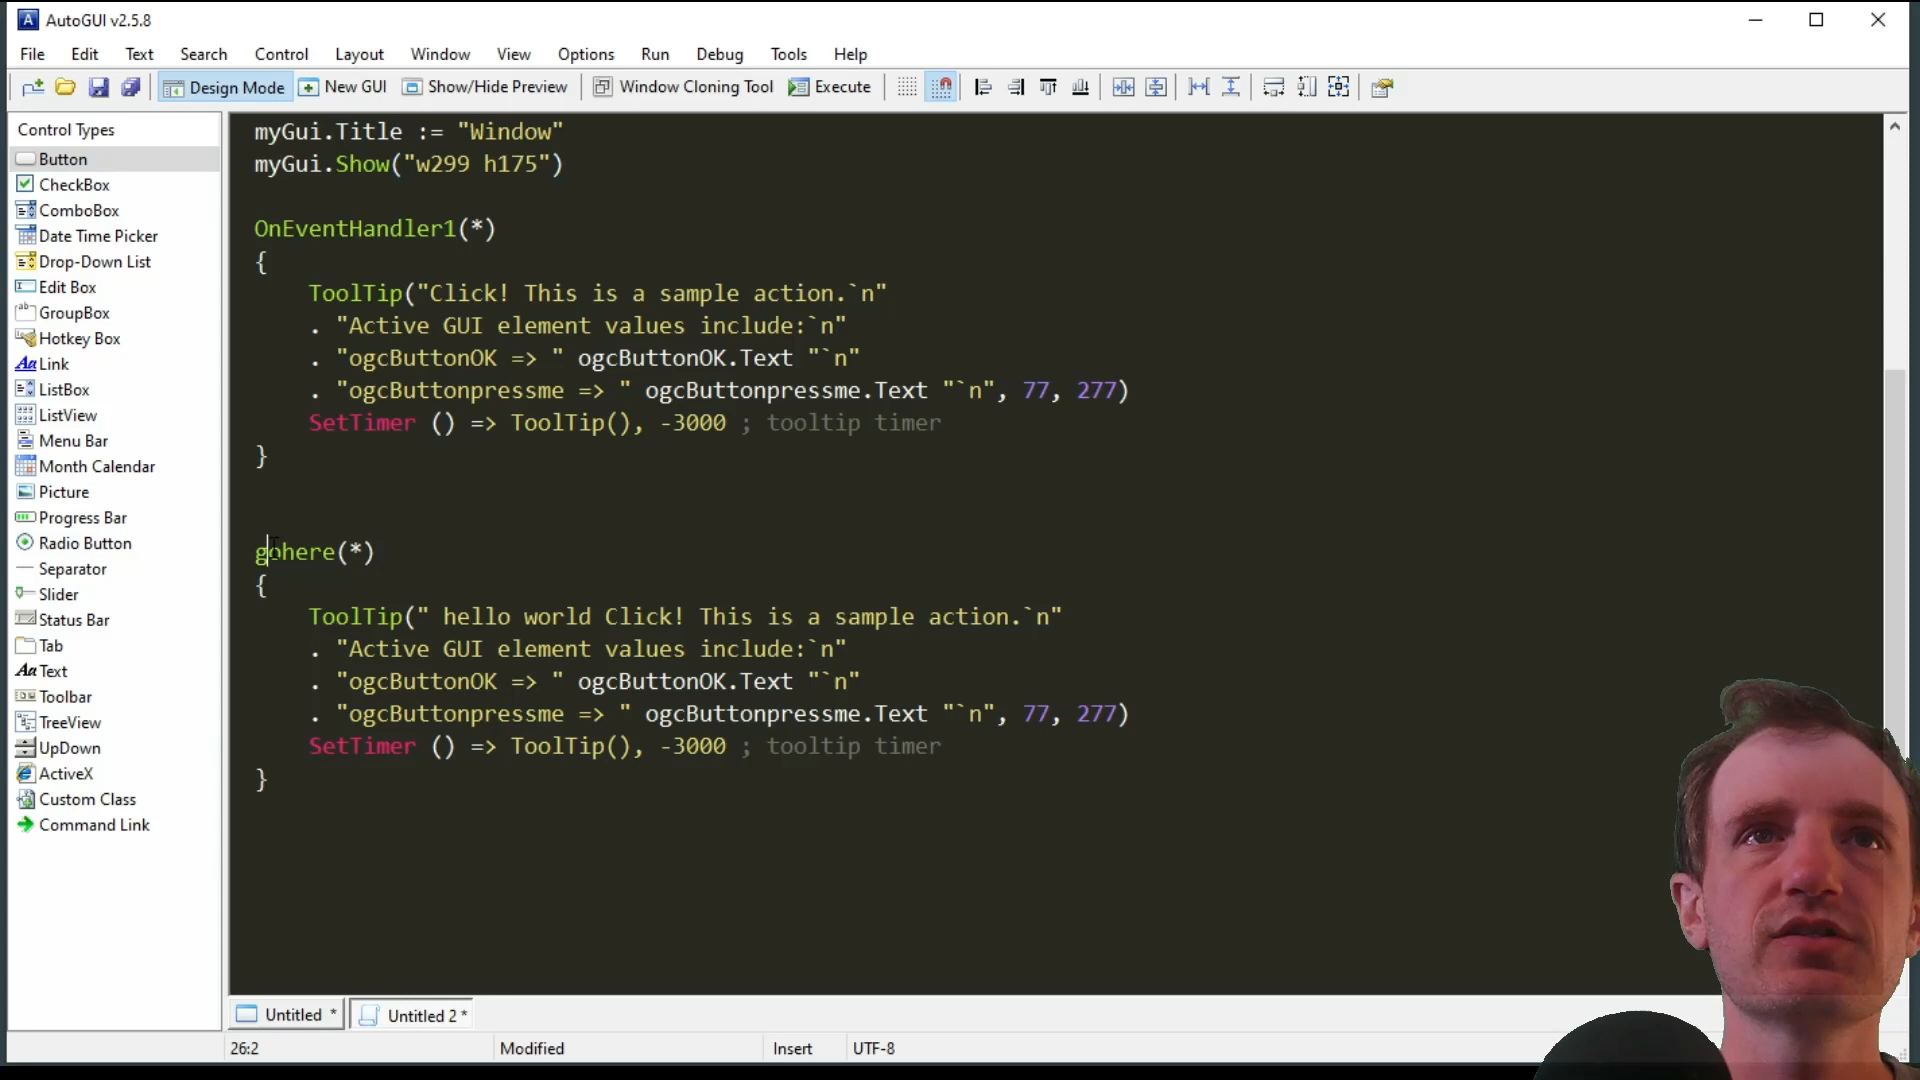 AutoGUI v2.5.8
File Edit Text Search Control Layout Window View Options Run Debug Tools Help
Design Mode New GUI Show/Hide Preview Window Cloning Tool Execute
Control Types
Button
CheckBox
ComboBox
Date Time Picker
Drop-Down List
Edit Box
GroupBox
Hotkey Box
Link
ListBox
ListView
Menu Bar
Month Calendar
Picture
Progress Bar
Radio Button
Separator
Slider
Status Bar
Tab
Text
Toolbar
TreeView
UpDown
ActiveX
Custom Class
Command Link
myGui.Title := "Window"
myGui.Show("w299 h175")
OnEventHandler1(*)
{
ToolTip("Click! This is a sample action.`n"
. "Active GUI element values include:`n"
. "ogcButtonOK => " ogcButtonOK.Text "`n"
. "ogcButtonpressme => " ogcButtonpressme.Text "`n", 77, 277)
SetTimer () => ToolTip(), -3000 ; tooltip timer
}
gohere(*)
{
ToolTip(" hello world Click! This is a sample action.`n"
. "Active GUI element values include:`n"
. "ogcButtonOK => " ogcButtonOK.Text "`n"
. "ogcButtonpressme => " ogcButtonpressme.Text "`n", 77, 277)
SetTimer () => ToolTip(), -3000 ; tooltip timer
}
Untitled * Untitled 2 *
26:2 Modified Insert UTF-8